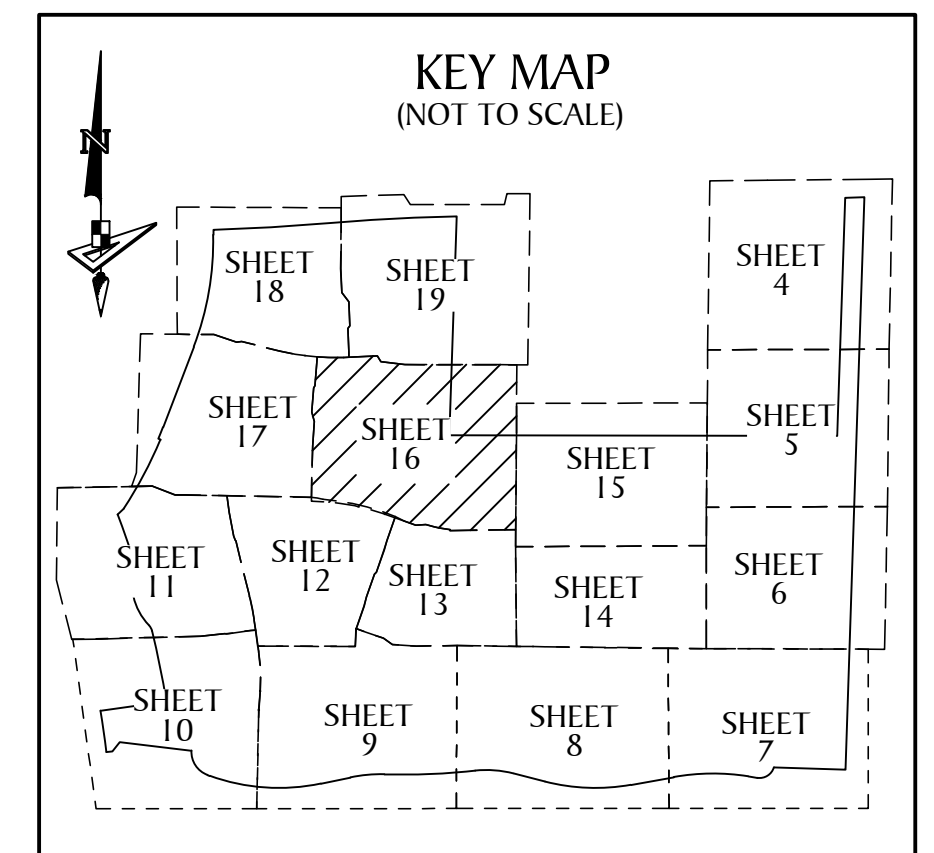 KEY MAP
(NOT TO SCALE)
N
SHEET
4
SHEET
18
SHEET
19
SHEET
17
SHEET
16
SHEET
5
SHEET
15
SHEET
11
SHEET
12
SHEET
13
SHEET
14
SHEET
6
SHEET
10
SHEET
9
SHEET
8
SHEET
7